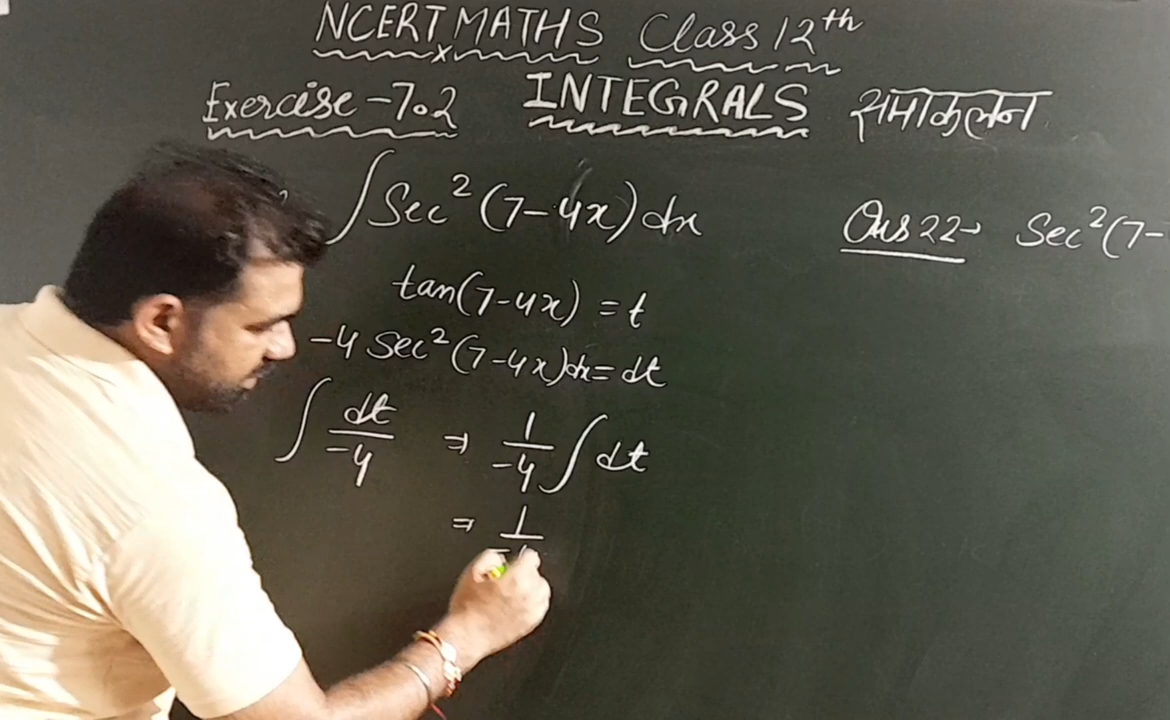 NCERT MATHS Class 12th
Exercise-7.2 INTEGRALS समाकलन
∫ Sec²(7-4x) dx
Ques 22→ Sec²(7-
tan(7-4x) = t
-4 Sec²(7-4x)dx = dt
∫ dt/-4 ⇒ 1/-4 ∫ dt
⇒ 1/-